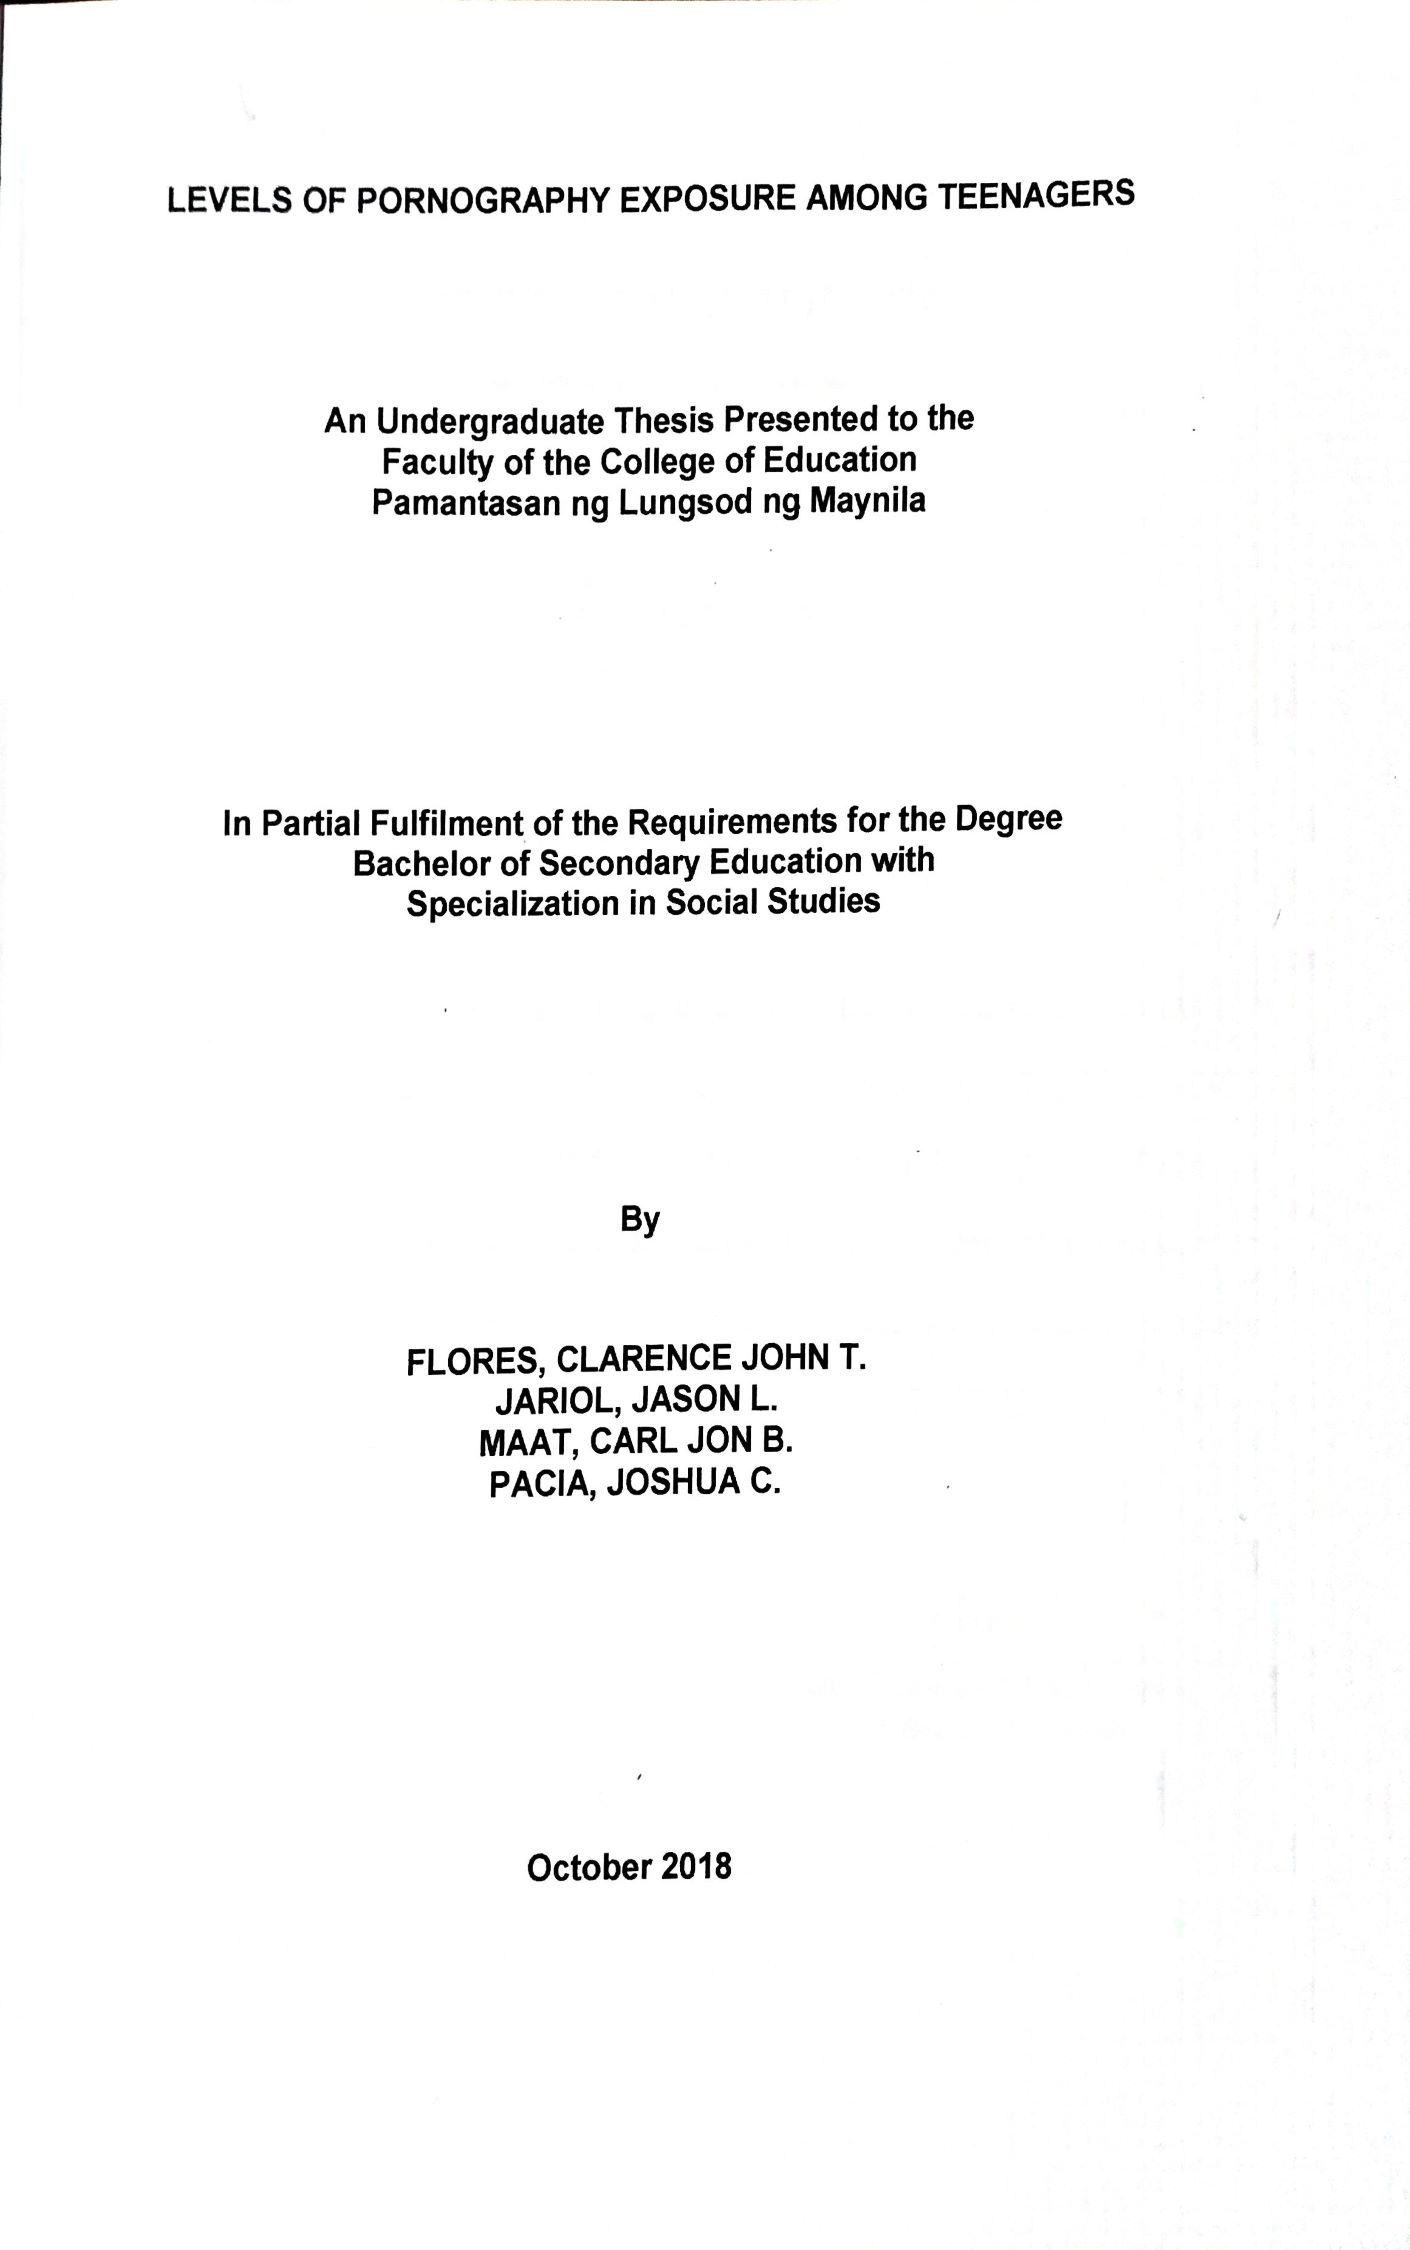 LEVELS OF PORNOGRAPHY EXPOSURE AMONG TEENAGERS
An Undergraduate Thesis Presented to the
Faculty of the College of Education
Pamantasan ng Lungsod ng Maynila
In Partial Fulfilment of the Requirements for the Degree
Bachelor of Secondary Education with
Specialization in Social Studies
By
FLORES, CLARENCE JOHN T.
JARIOL, JASON L.
MAAT, CARL JON B.
PACIA, JOSHUA C.
October 2018